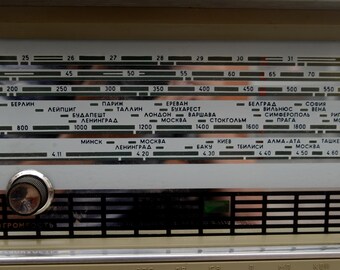 25 26 27 28 29 30 31
45 50 55 60 65 70 55
200 250 300 350 400 450 500 550
БЕРЛИН ПАРИЖ ЕРЕВАН БЕЛГРАД СОФИЯ
ЛЕЙПЦИГ ТАЛЛИН БУХАРЕСТ ВИЛЬНЮС ВЕНА
БУДАПЕШТ ЛОНДОН ВАРШАВА СИМФЕРОПОЛЬ
ЛЕНИНГРАД МОСКВА СТОКГОЛЬМ ПРАГА
800 1000 1200 1400 1600 1800
МИНСК МОСКВА КИЕВ АЛМА-АТА
ЛЕНИНГРАД БАКУ ТБИЛИСИ МОСКВА
4.11 4.20 4.30 4.40 4.50 4.60